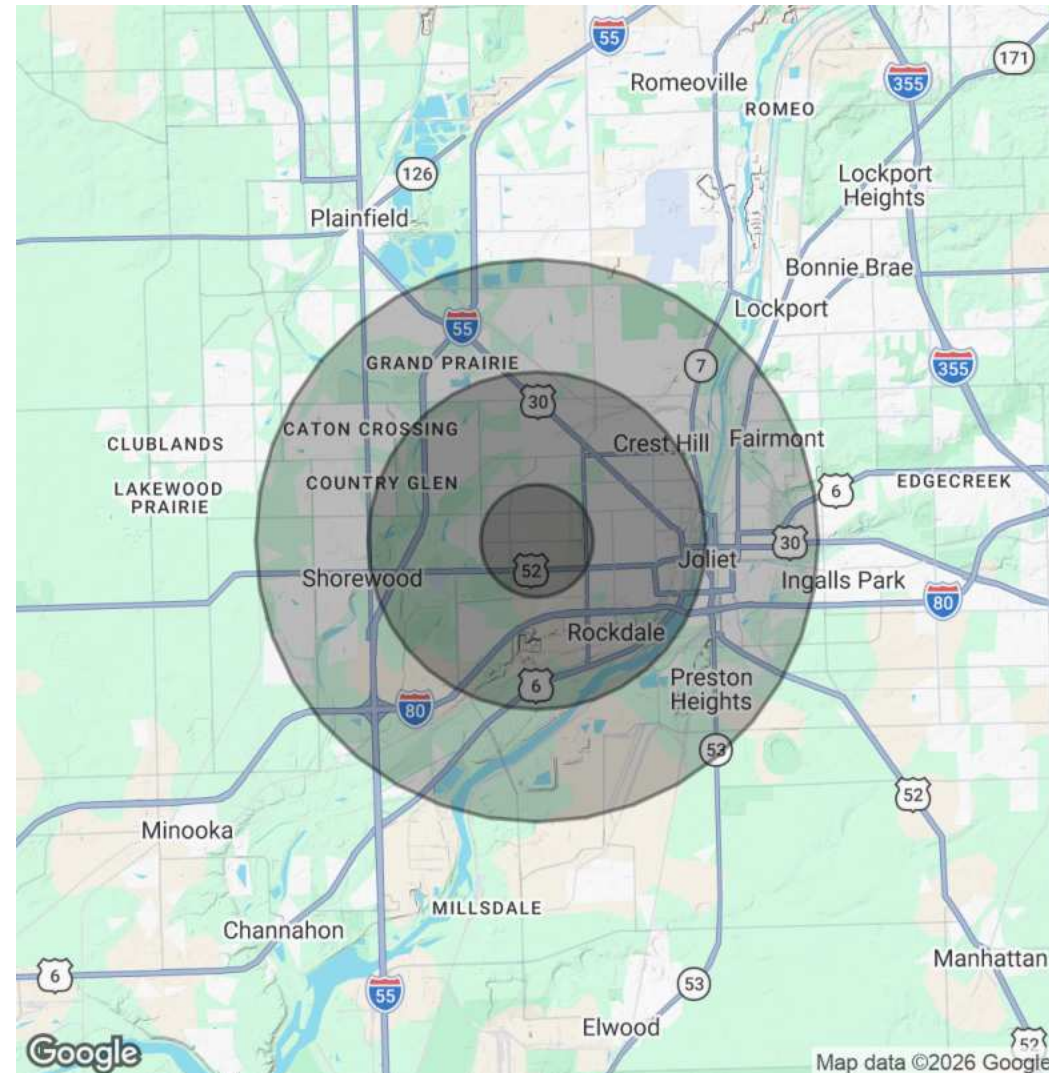 55
171
Romeoville
355
ROMEO
126
Lockport
Heights
Plainfield
Bonnie Brae
Lockport
55
GRAND PRAIRIE
7
355
30
CATON CROSSING
CLUBLANDS
Crest Hill
Fairmont
COUNTRY GLEN
EDGECREEK
LAKEWOOD
PRAIRIE
6
30
Joliet
52
Shorewood
Ingalls Park
80
Rockdale
6
Preston
Heights
80
53
52
Minooka
MILLSDALE
Channahon
Manhattan
6
53
55
Elwood
52
Google
Map data ©2026 Google